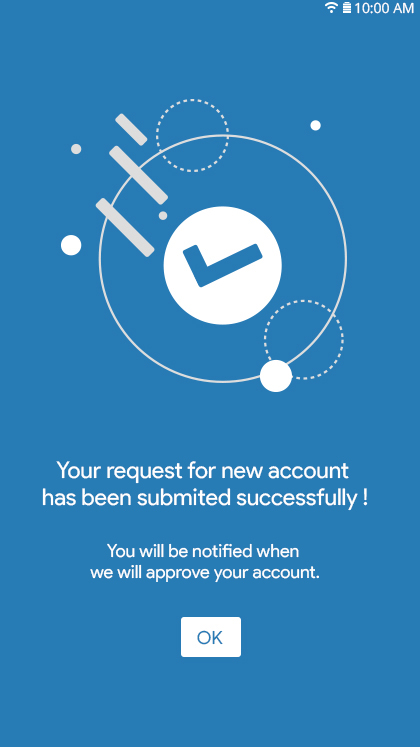 10:00 AM
Your request for new account
has been submited successfully !
You will be notified when
we will approve your account.
OK